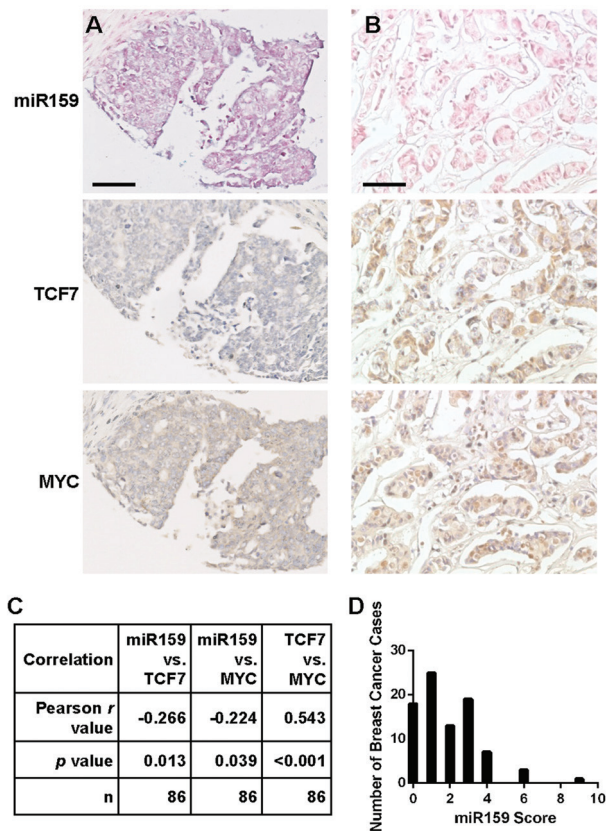 A
B
miR159
TCF7
MYC
C
Correlation
miR159 vs. TCF7
miR159 vs. MYC
TCF7 vs. MYC
Pearson r value
-0.266
-0.224
0.543
p value
0.013
0.039
<0.001
n
86
86
86
D
Number of Breast Cancer Cases
30
20
10
0
0
2
4
6
8
10
miR159 Score